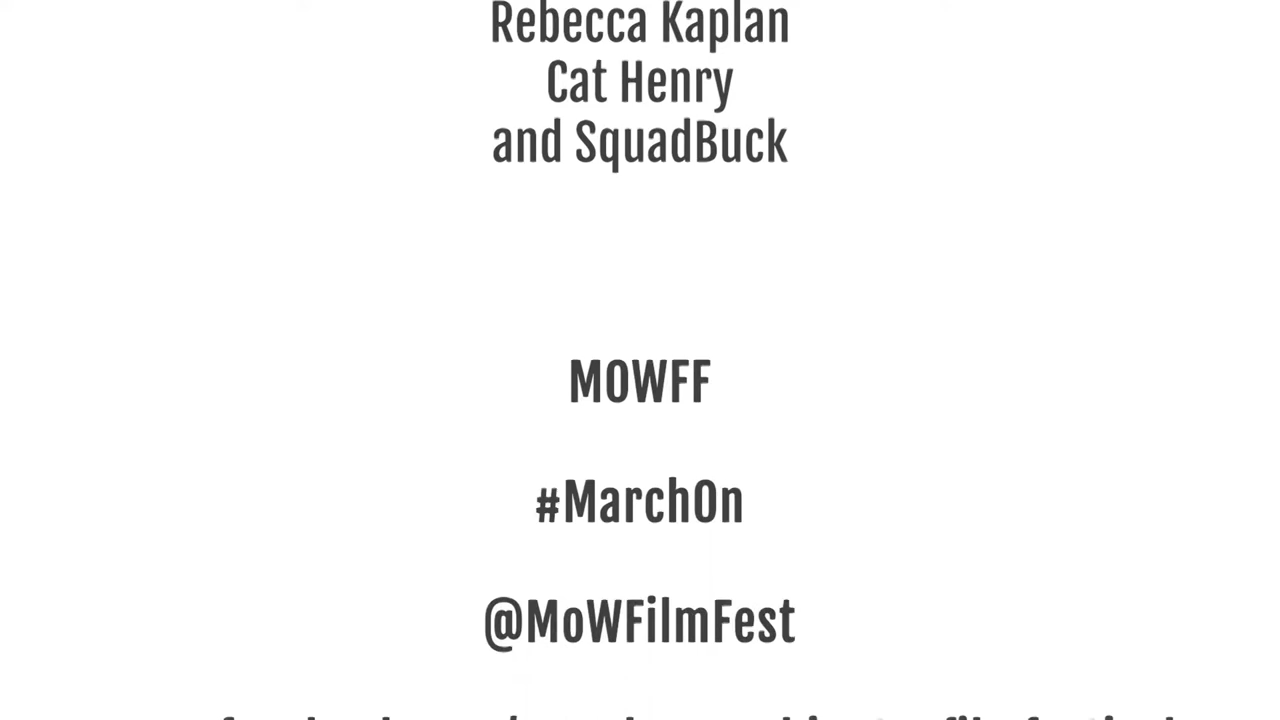 Rebecca Kaplan
Cat Henry
and SquadBuck
MOWFF
#MarchOn
@MoWFilmFest